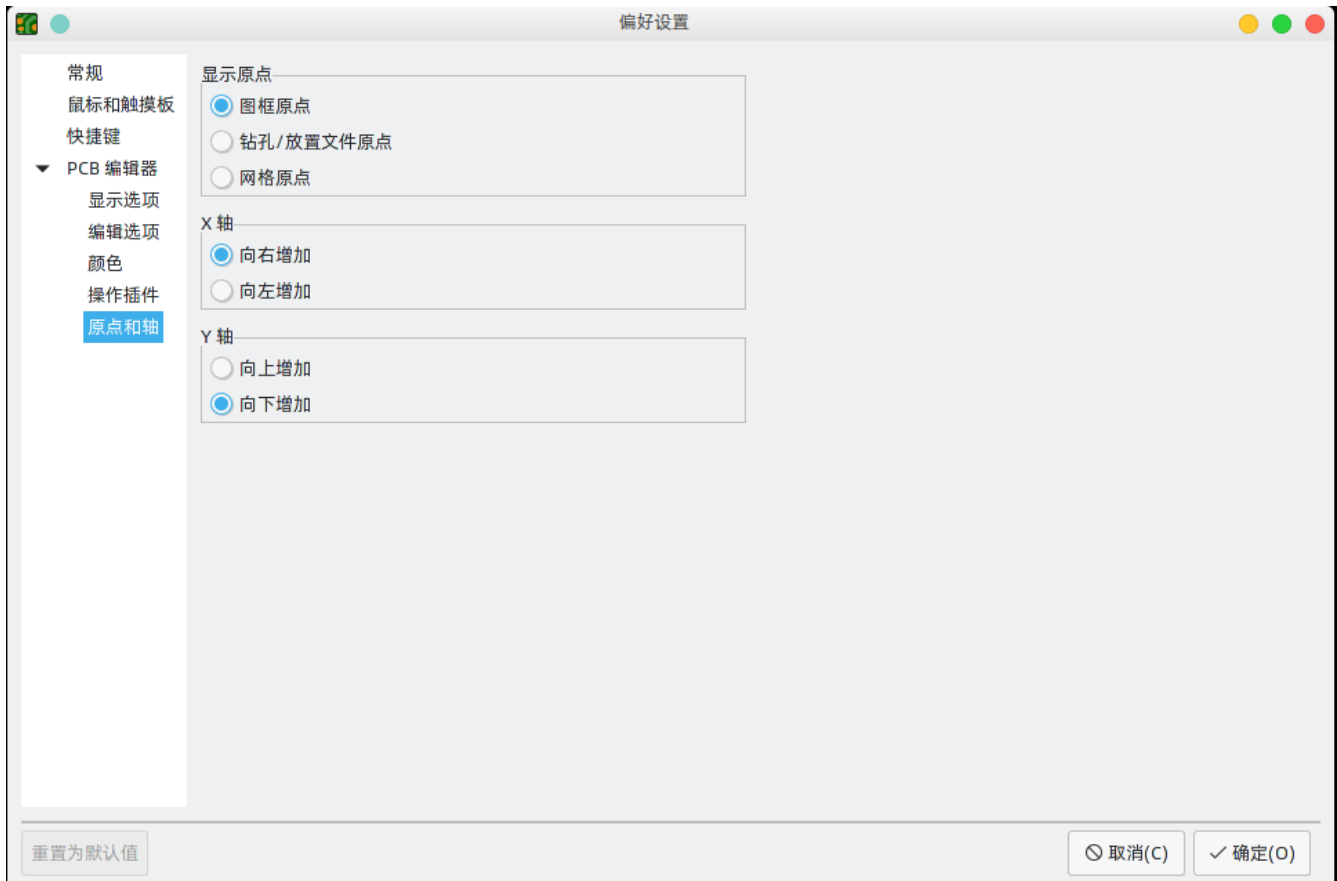 偏好设置
常规
鼠标和触摸板
快捷键
PCB 编辑器
显示选项
编辑选项
颜色
操作插件
原点和轴
显示原点
图框原点
钻孔/放置文件原点
网格原点
X 轴
向右增加
向左增加
Y 轴
向上增加
向下增加
重置为默认值
取消(C)
确定(O)